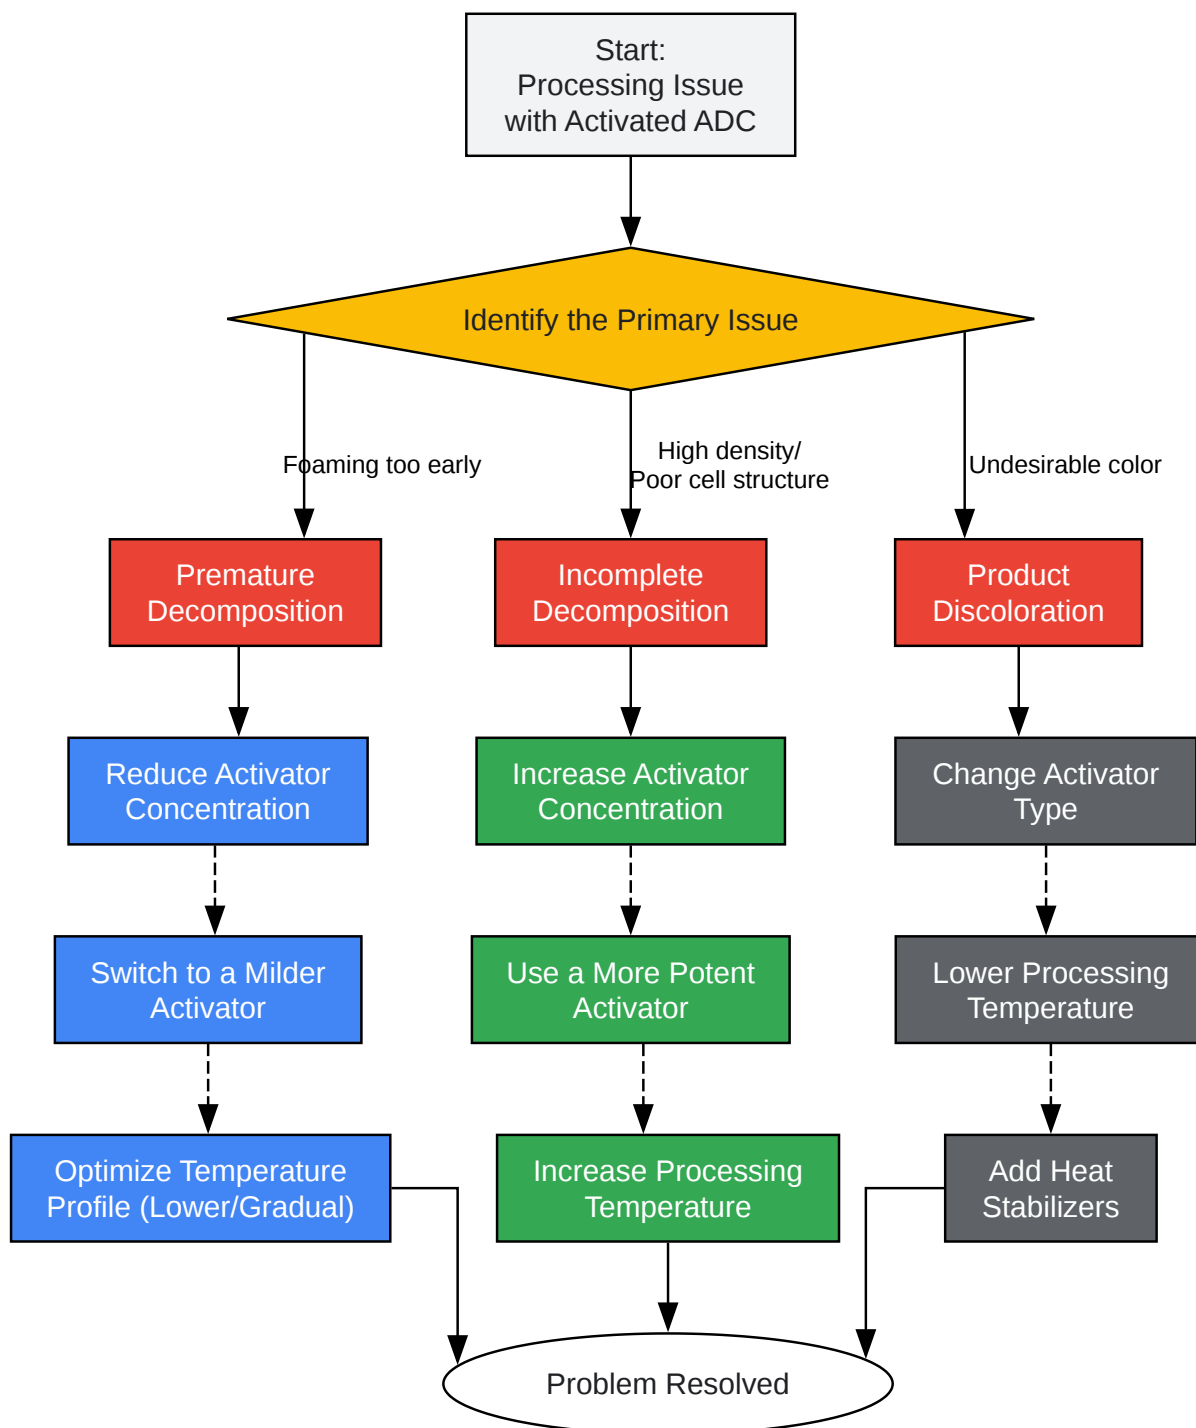 Start:
Processing Issue
with Activated ADC
Identify the Primary Issue
Foaming too early
High density/
Poor cell structure
Undesirable color
Premature
Decomposition
Incomplete
Decomposition
Product
Discoloration
Reduce Activator
Concentration
Increase Activator
Concentration
Change Activator
Type
Switch to a Milder
Activator
Use a More Potent
Activator
Lower Processing
Temperature
Optimize Temperature
Profile (Lower/Gradual)
Increase Processing
Temperature
Add Heat
Stabilizers
Problem Resolved